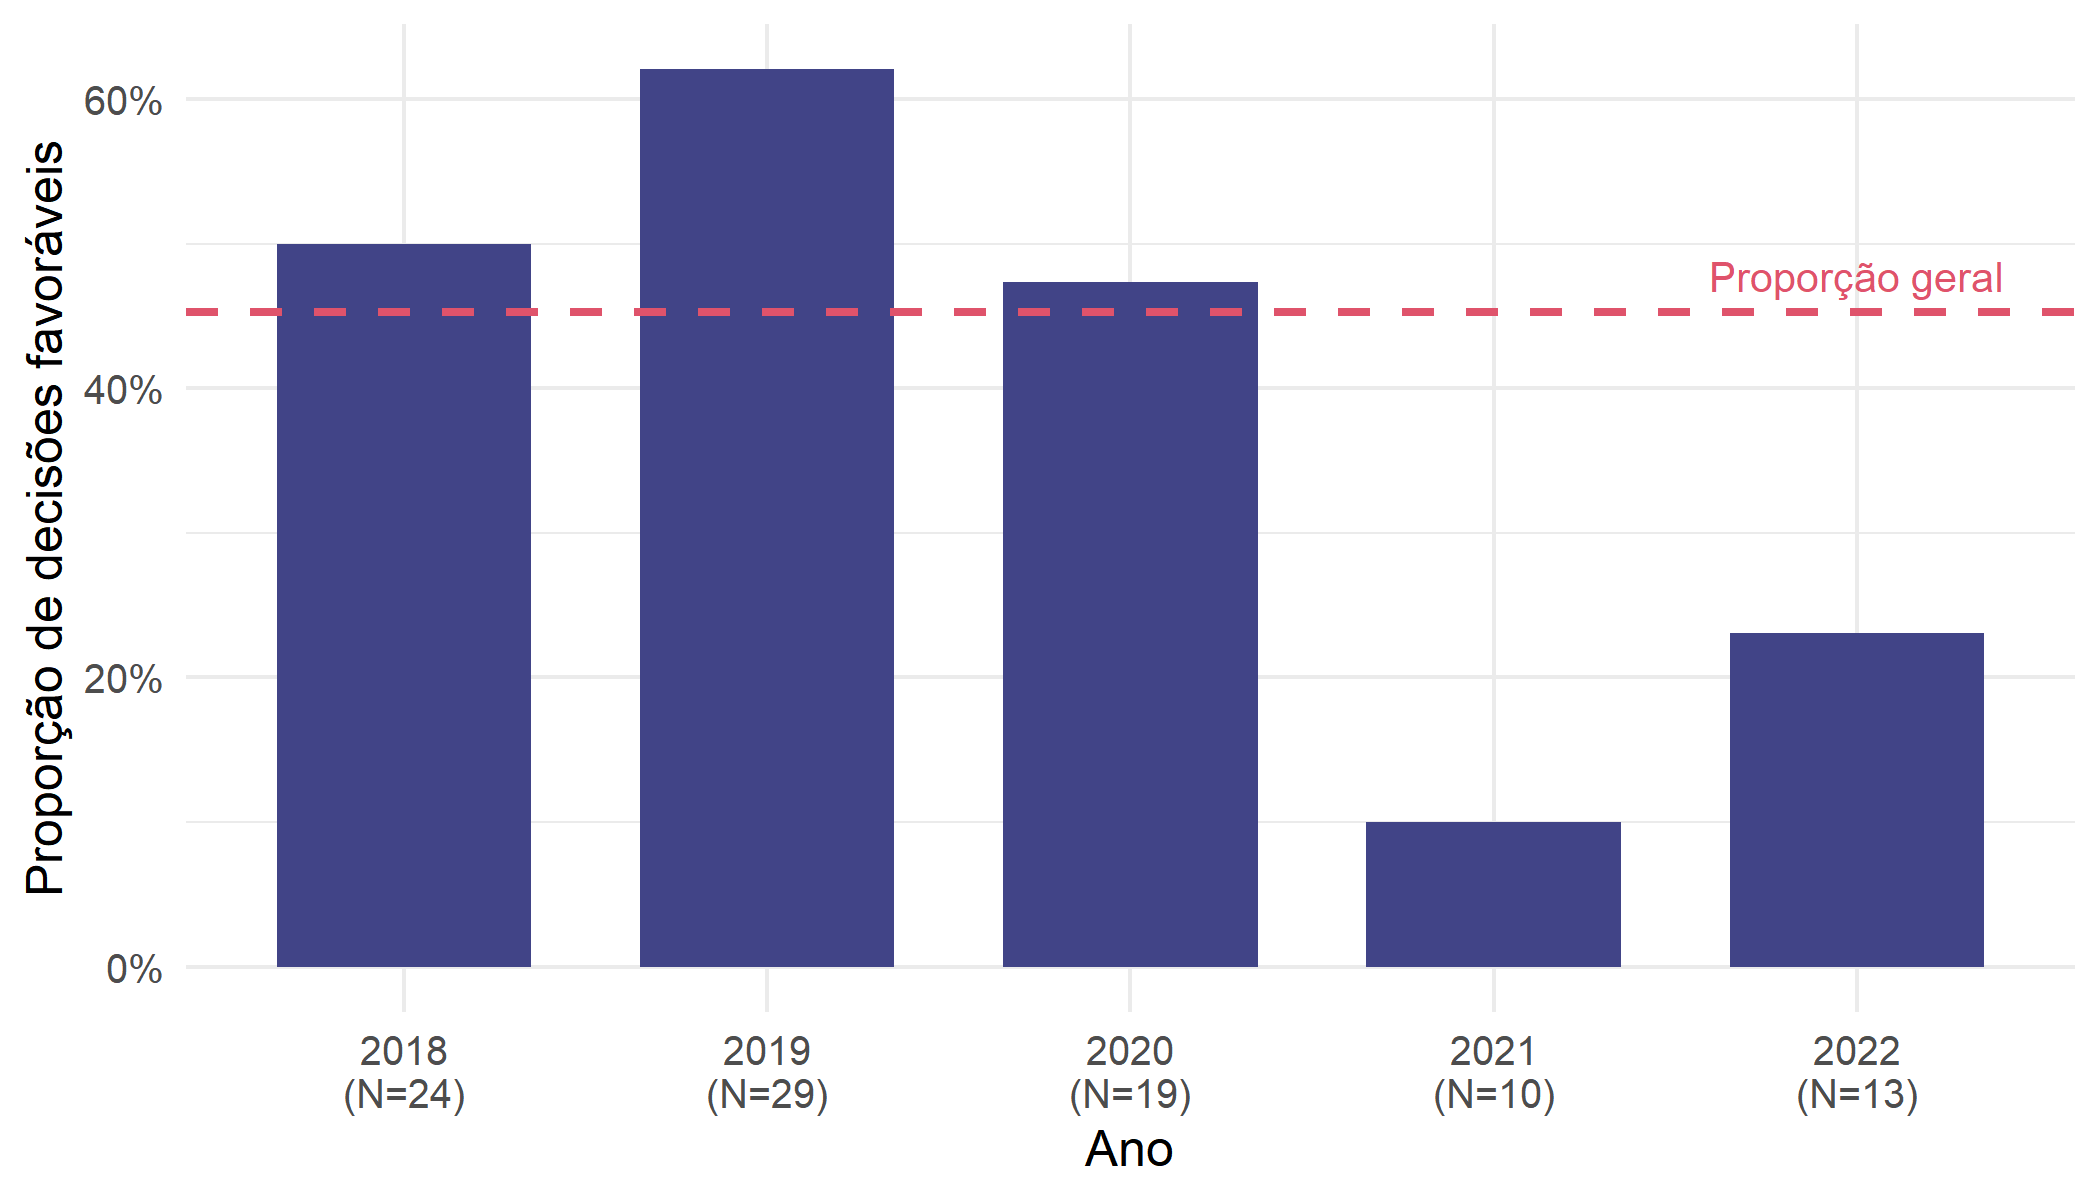 Proporção de decisões favoráveis
60%
40%
20%
0%
Proporção geral
2018
(N=24)
2019
(N=29)
2020
(N=19)
2021
(N=10)
2022
(N=13)
Ano